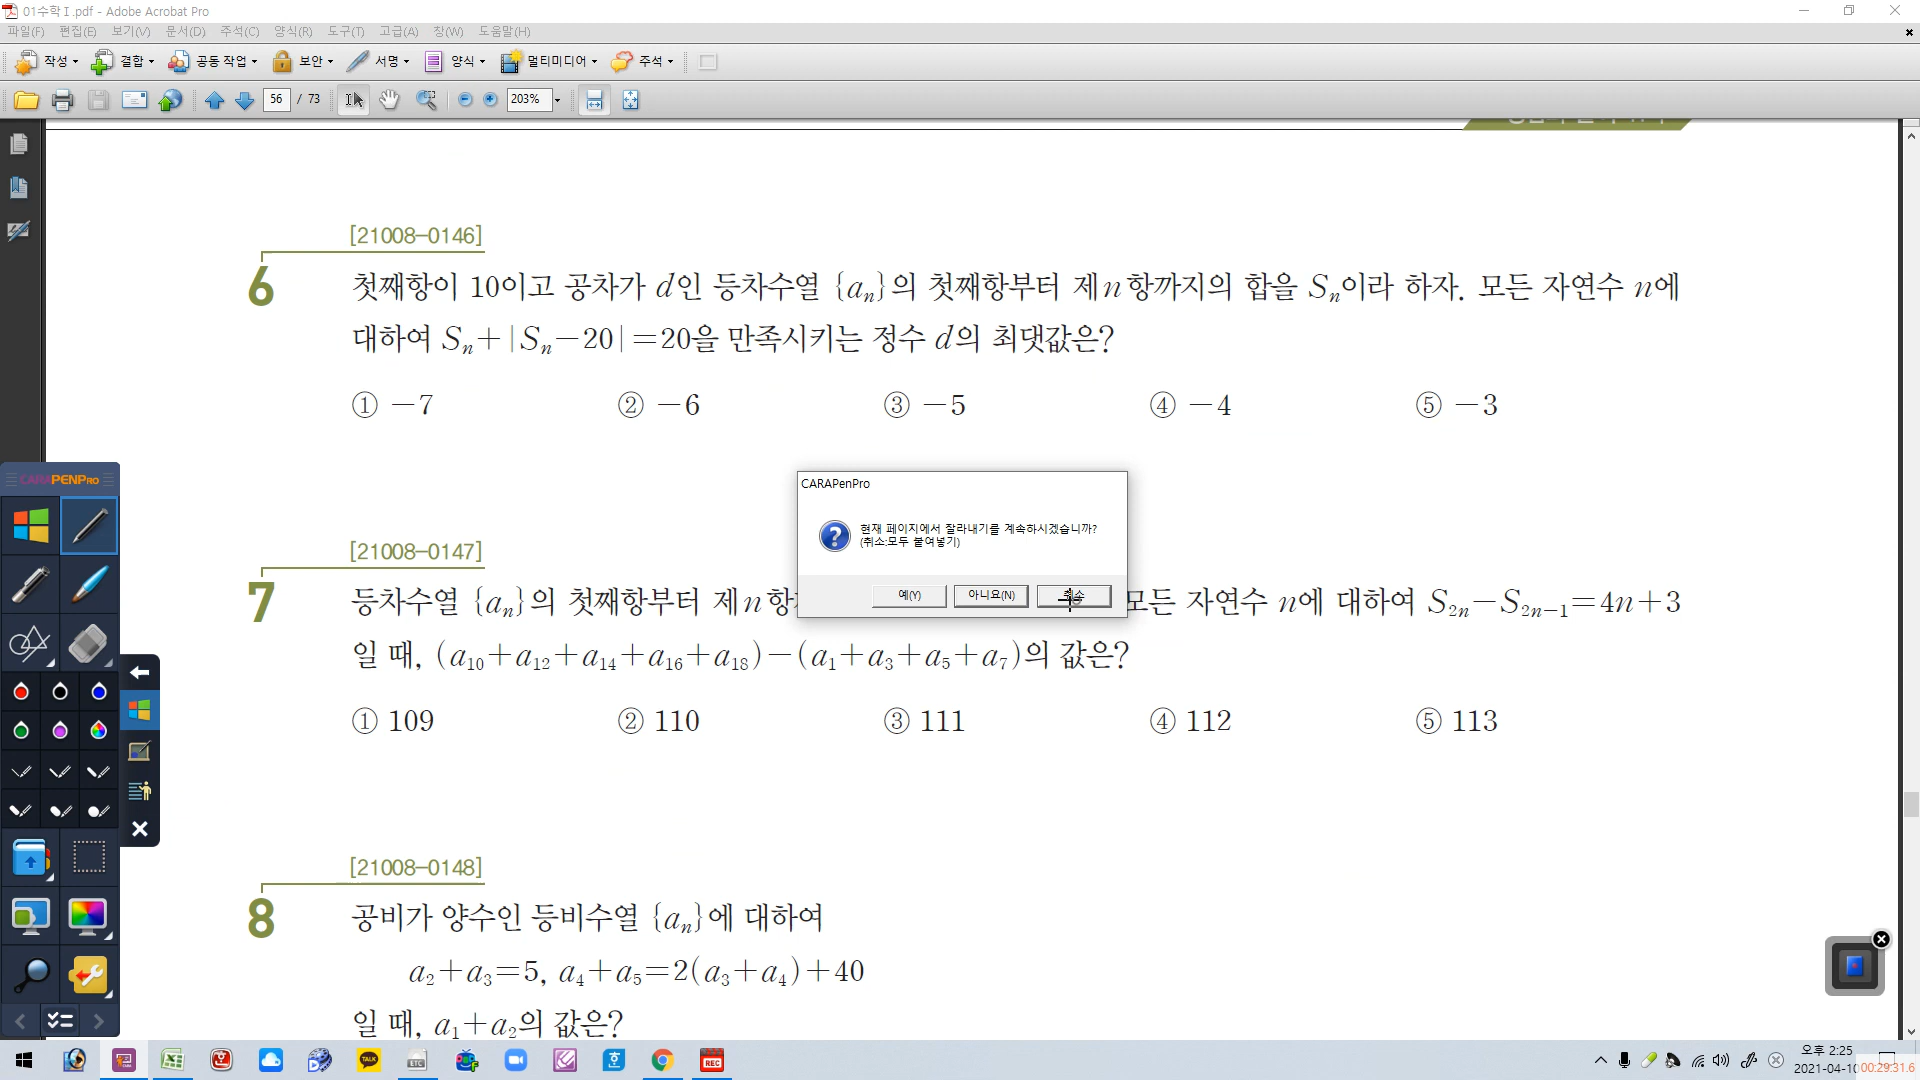 01수학Ⅰ.pdf - Adobe Acrobat Pro
파일(F) 편집(E) 보기(V) 문서(D) 주석(C) 양식(R) 도구(T) 고급(A) 창(W) 도움말(H)
작성 결합 공동 작업 보안 서명 양식 멀티미디어 주석
56 / 73 203%
[21008-0146]
6 첫째항이 10이고 공차가 d인 등차수열 {aₙ}의 첫째항부터 제n항까지의 합을 Sₙ이라 하자. 모든 자연수 n에
대하여 Sₙ+|Sₙ-20|=20을 만족시키는 정수 d의 최댓값은?
① -7 ② -6 ③ -5 ④ -4 ⑤ -3
CARAPENPRO
CARAPenPro
현재 페이지에서 잘라내기를 계속하시겠습니까?
(취소:모두 붙여넣기)
예(Y) 아니요(N) 취소
[21008-0147]
7 등차수열 {aₙ}의 첫째항부터 제n항 모든 자연수 n에 대하여 S₂ₙ-S₂ₙ₋₁=4n+3
일 때, (a₁₀+a₁₂+a₁₄+a₁₆+a₁₈)-(a₁+a₃+a₅+a₇)의 값은?
① 109 ② 110 ③ 111 ④ 112 ⑤ 113
[21008-0148]
8 공비가 양수인 등비수열 {aₙ}에 대하여
a₂+a₃=5, a₄+a₅=2(a₃+a₄)+40
일 때, a₁+a₂의 값은?
TALK
ETC
REC
오후 2:25
2021-04-10
00:29:31.6